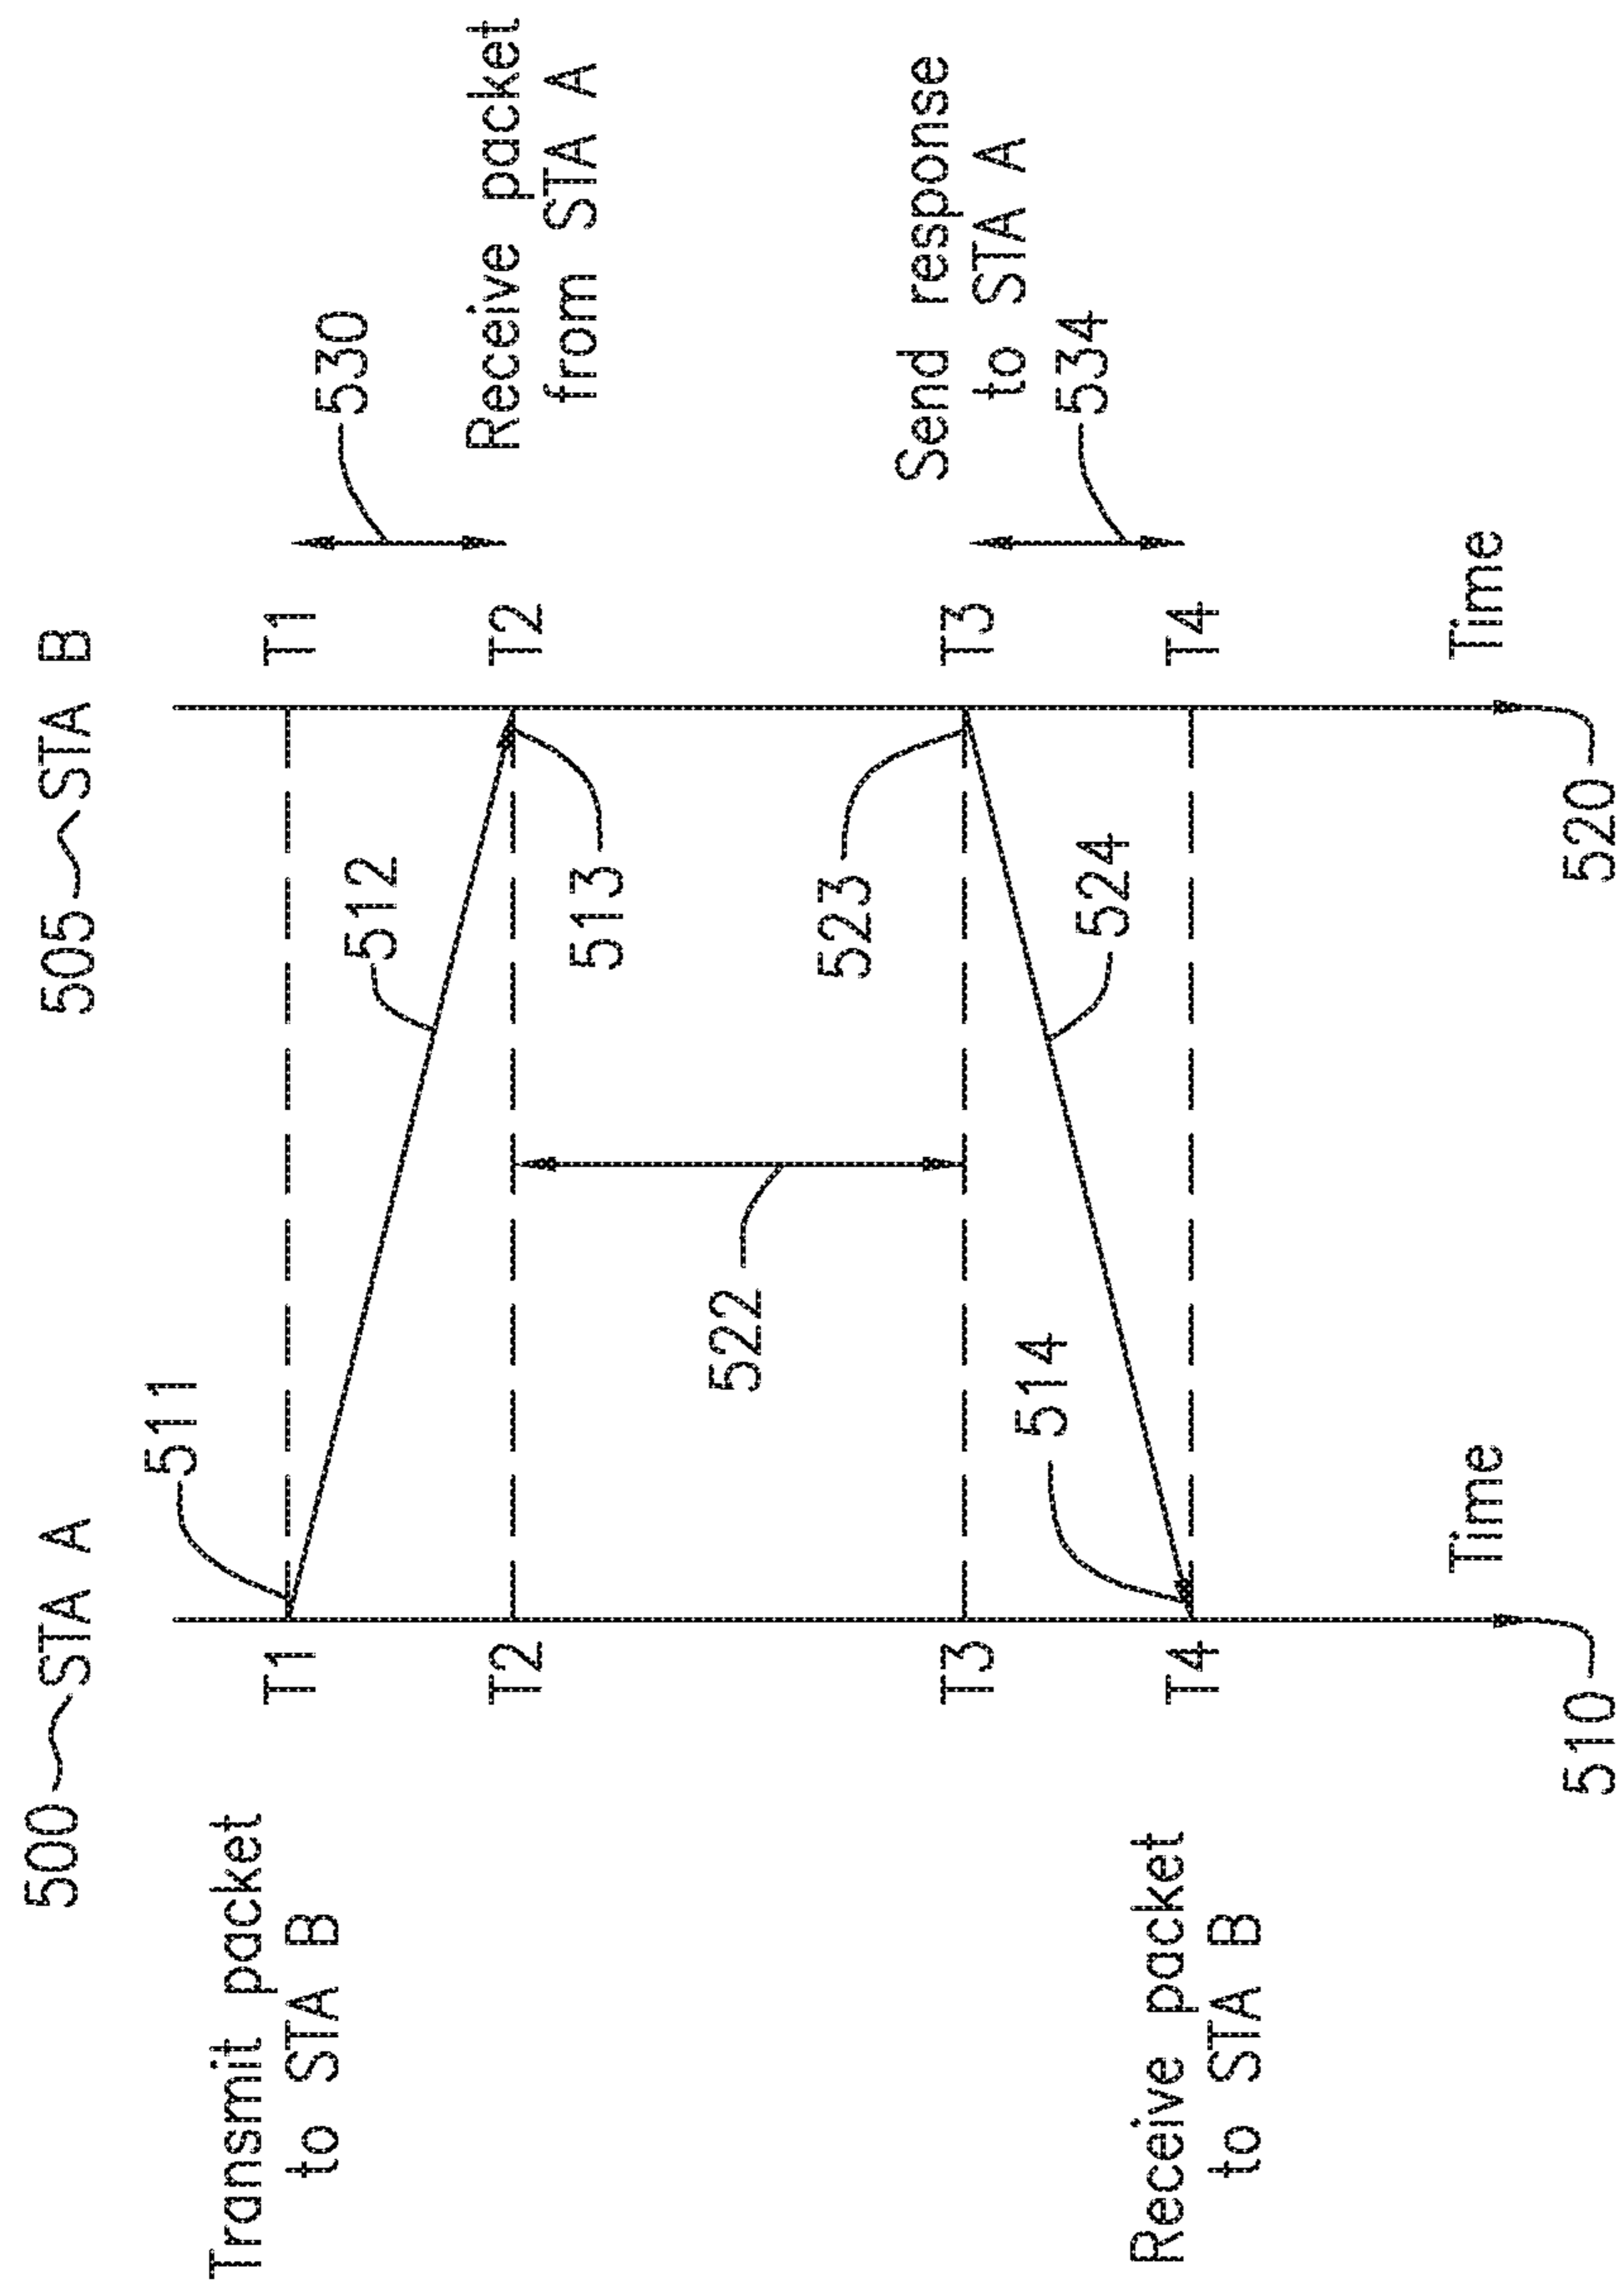 500 STA A
505 STA B
511
Transmit packet
to STA B
T1
T1
530
512
T2
T2
Receive packet
from STA A
513
522
523
T3
T3
Send response
to STA A
514
524
534
Receive packet
to STA B
T4
T4
Time
Time
510
520